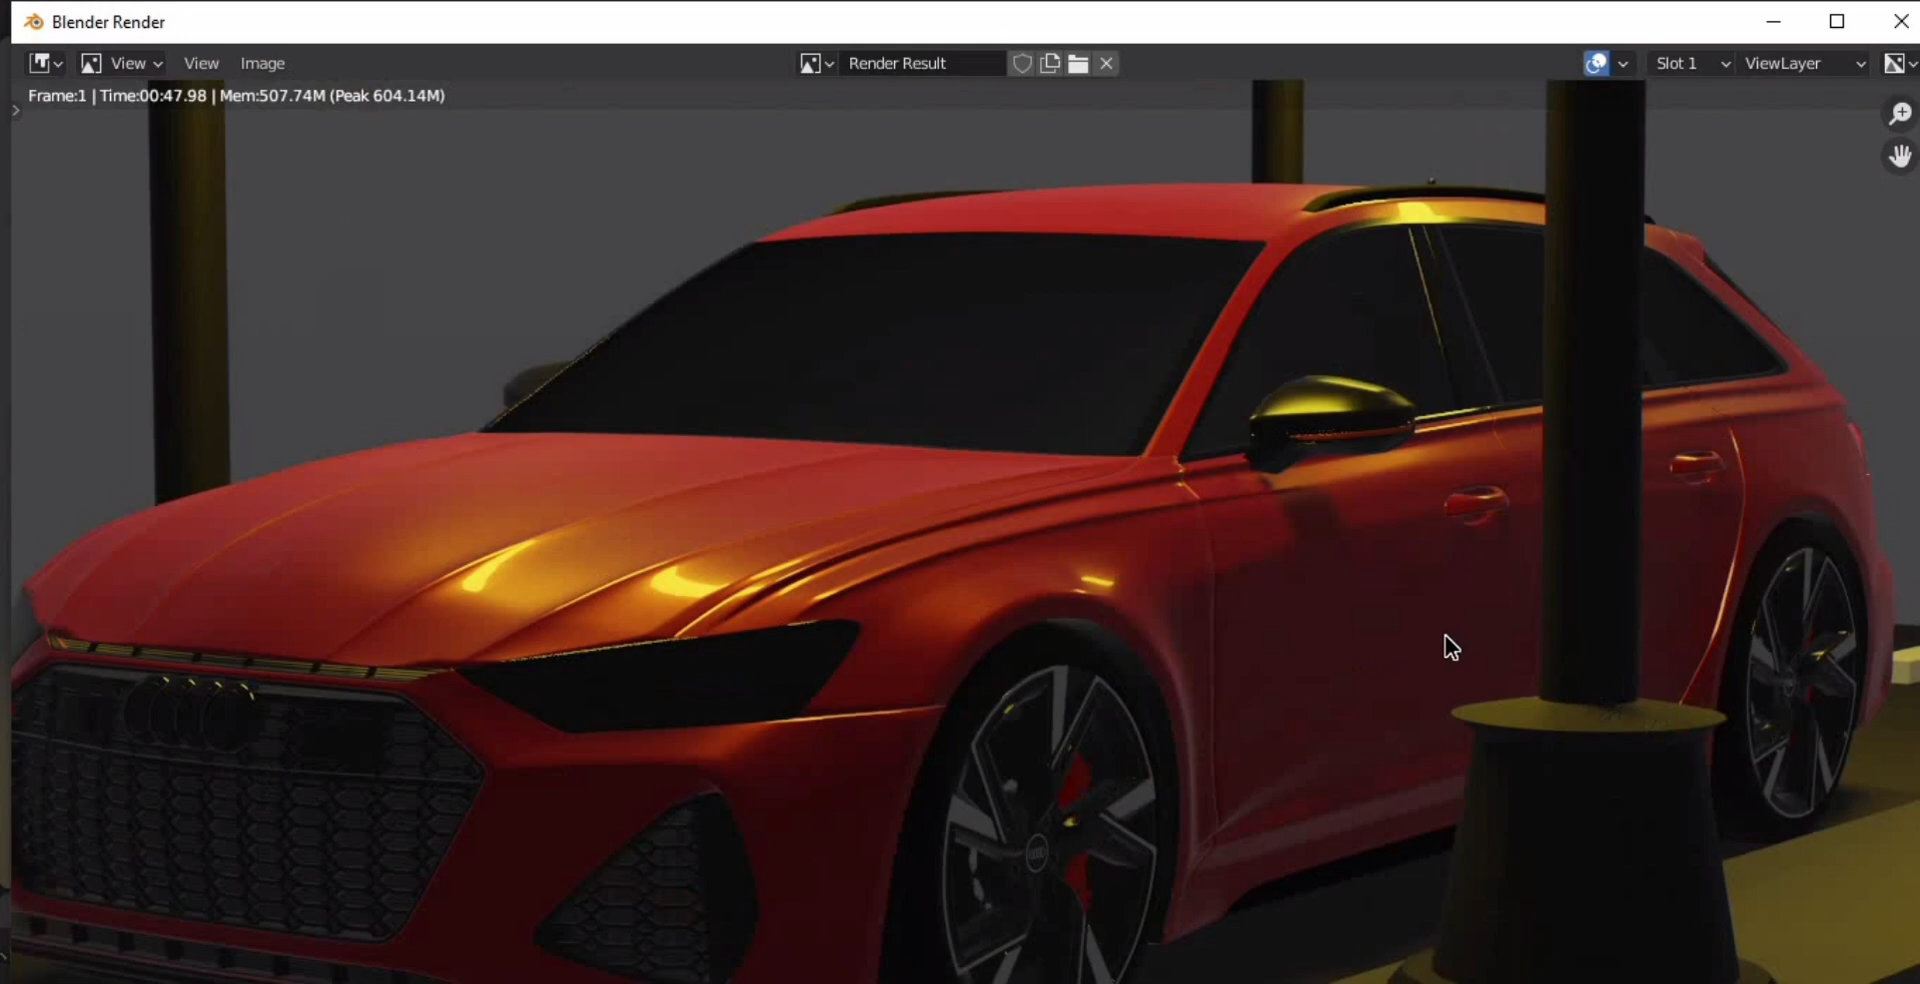 Blender Render
View View Image Render Result Slot 1 ViewLayer
Frame:1 | Time:00:47.98 | Mem:507.74M (Peak 604.14M)